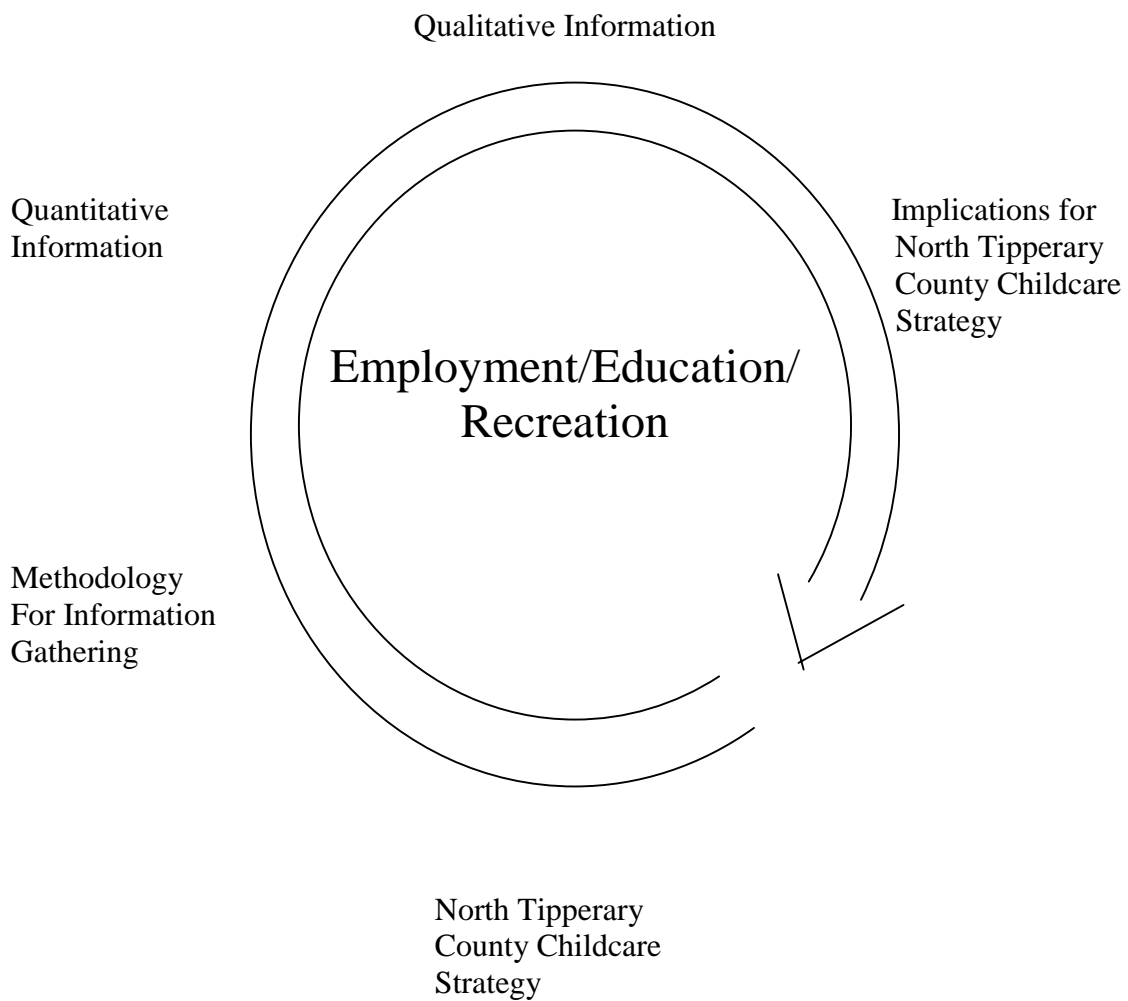 Qualitative Information
Quantitative
Information
Implications for
North Tipperary
County Childcare
Strategy
Employment/Education/
Recreation
Methodology
For Information
Gathering
North Tipperary
County Childcare
Strategy